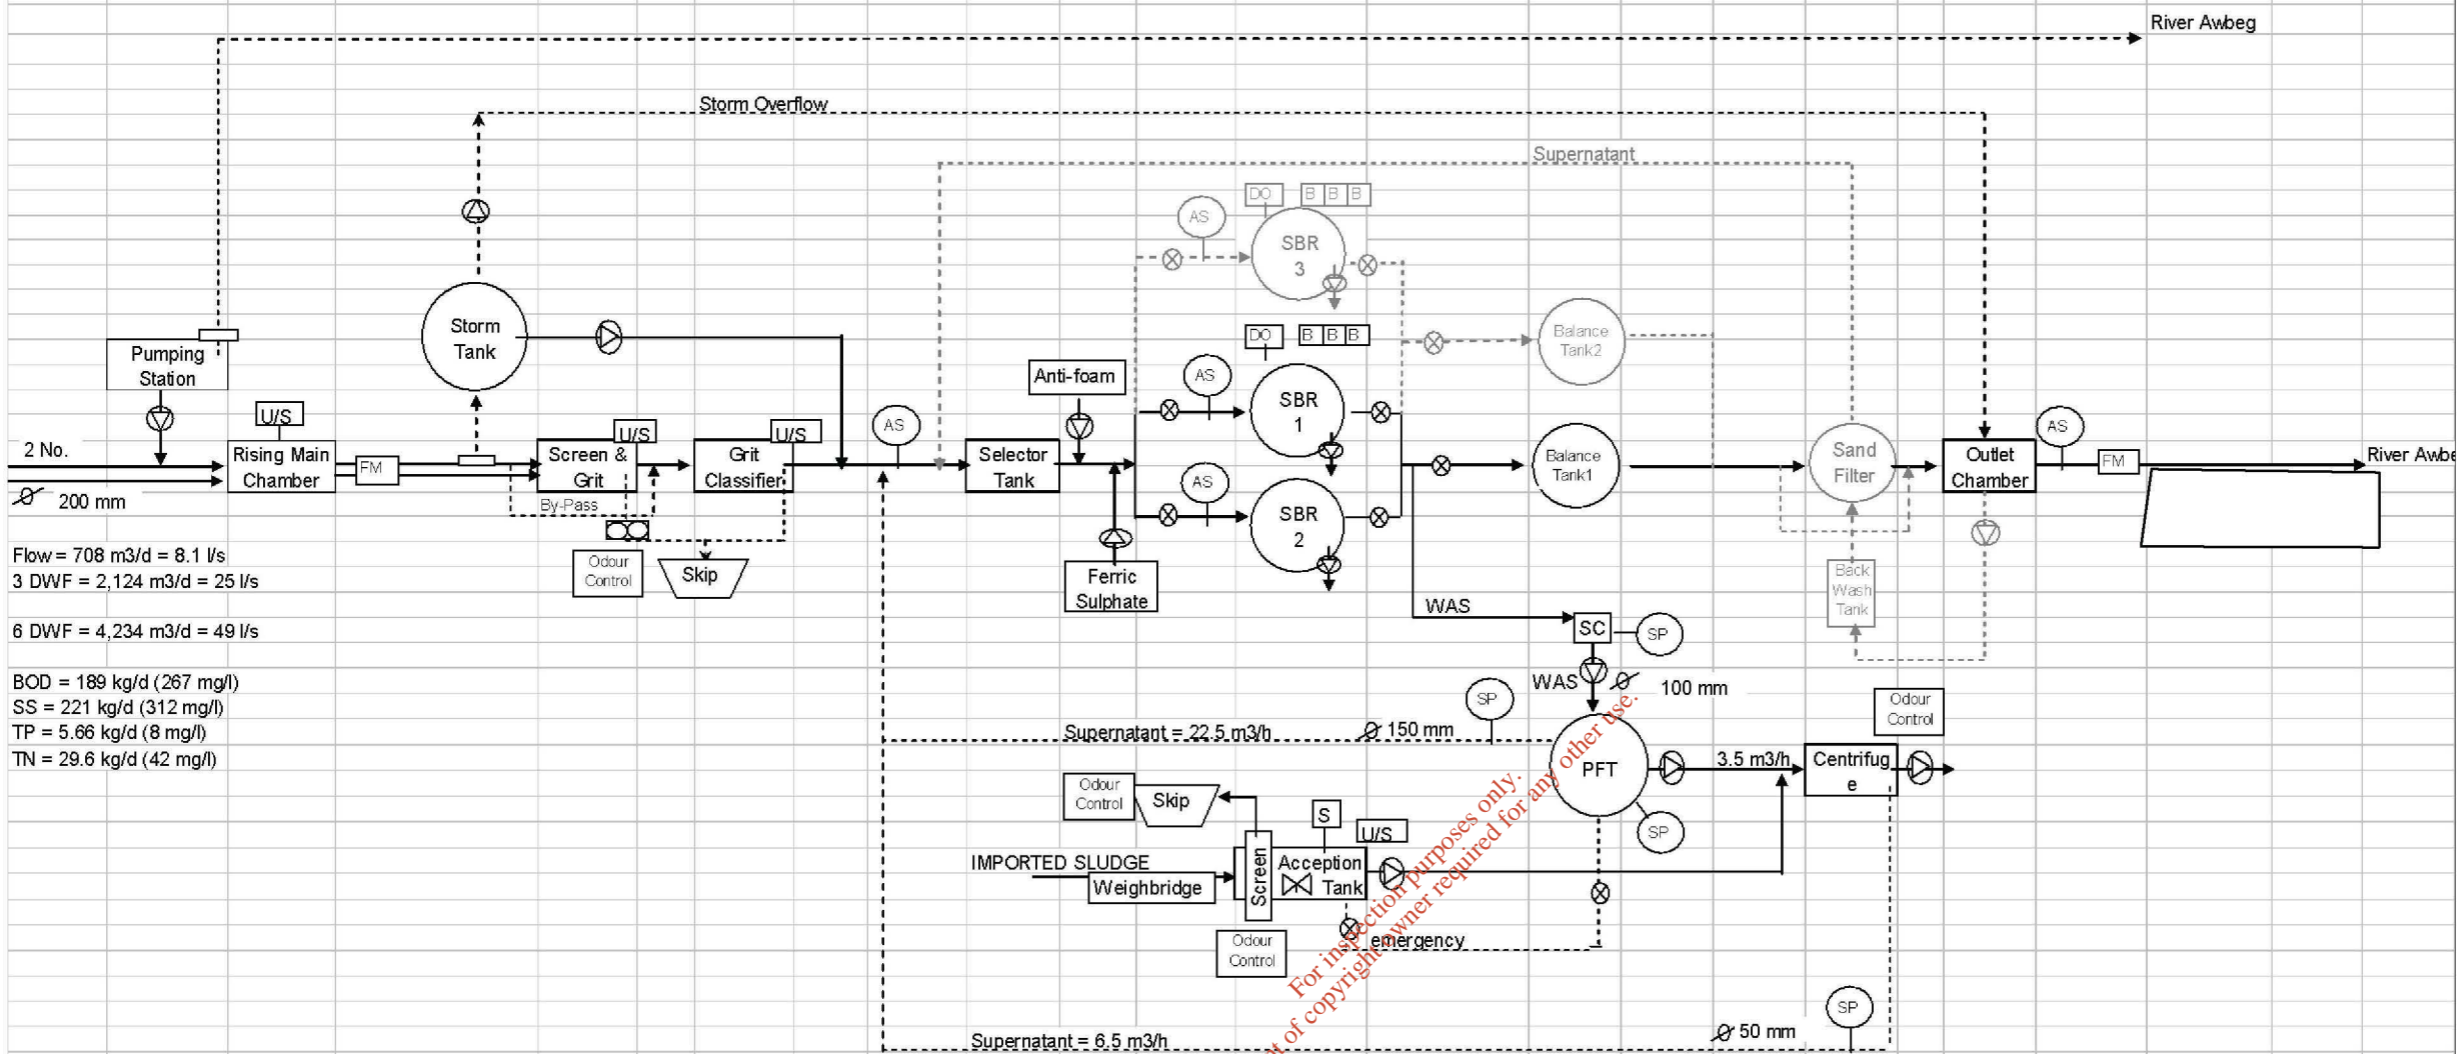 River Awbeg
Storm Overflow
Supernatant
DO
B B B
AS
SBR
3
Storm
Tank
DO
B B B
Balance
Tank2
Pumping
Station
Anti-foam
AS
SBR
1
U/S
U/S
U/S
AS
AS
2 No.
Rising Main
Chamber
FM
Screen &
Grit
Grit
Classifier
Selector
Tank
Balance
Tank1
Sand
Filter
Outlet
Chamber
FM
River Awbe
200 mm
By-Pass
AS
SBR
2
Flow = 708 m3/d = 8.1 l/s
3 DWF = 2,124 m3/d = 25 l/s
Odour
Control
Skip
Ferric
Sulphate
Back
Wash
Tank
6 DWF = 4,234 m3/d = 49 l/s
WAS
SC
SP
BOD = 189 kg/d (267 mg/l)
SS = 221 kg/d (312 mg/l)
TP = 5.66 kg/d (8 mg/l)
TN = 29.6 kg/d (42 mg/l)
WAS
100 mm
SP
Odour
Control
Supernatant = 22.5 m3/h
150 mm
PFT
3.5 m3/h
Centrifug
e
Odour
Control
Skip
S
U/S
SP
IMPORTED SLUDGE
Weighbridge
Screen
Acception
Tank
Odour
Control
emergency
For inspection purposes only.
of copyright owner required for any other use.
SP
50 mm
Supernatant = 6.5 m3/h